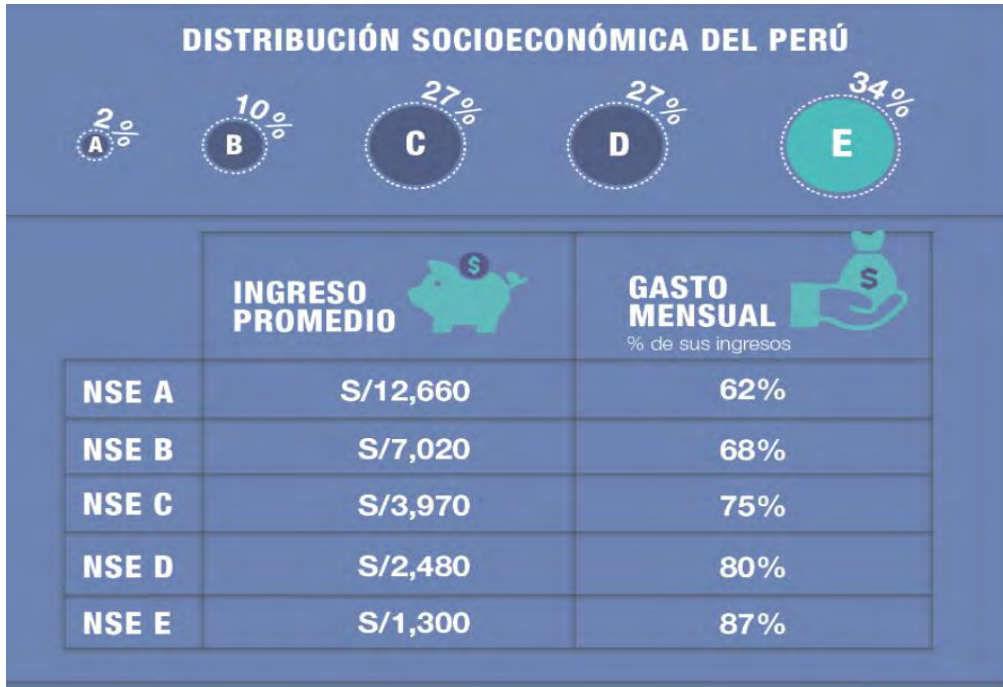 DISTRIBUCIÓN SOCIOECONÓMICA DEL PERÚ
2% 10% 27% 27% 34%
A B C D E
INGRESO
PROMEDIO
$
GASTO
MENSUAL
% de sus ingresos
$
NSE A S/12,660 62%
NSE B S/7,020 68%
NSE C S/3,970 75%
NSE D S/2,480 80%
NSE E S/1,300 87%